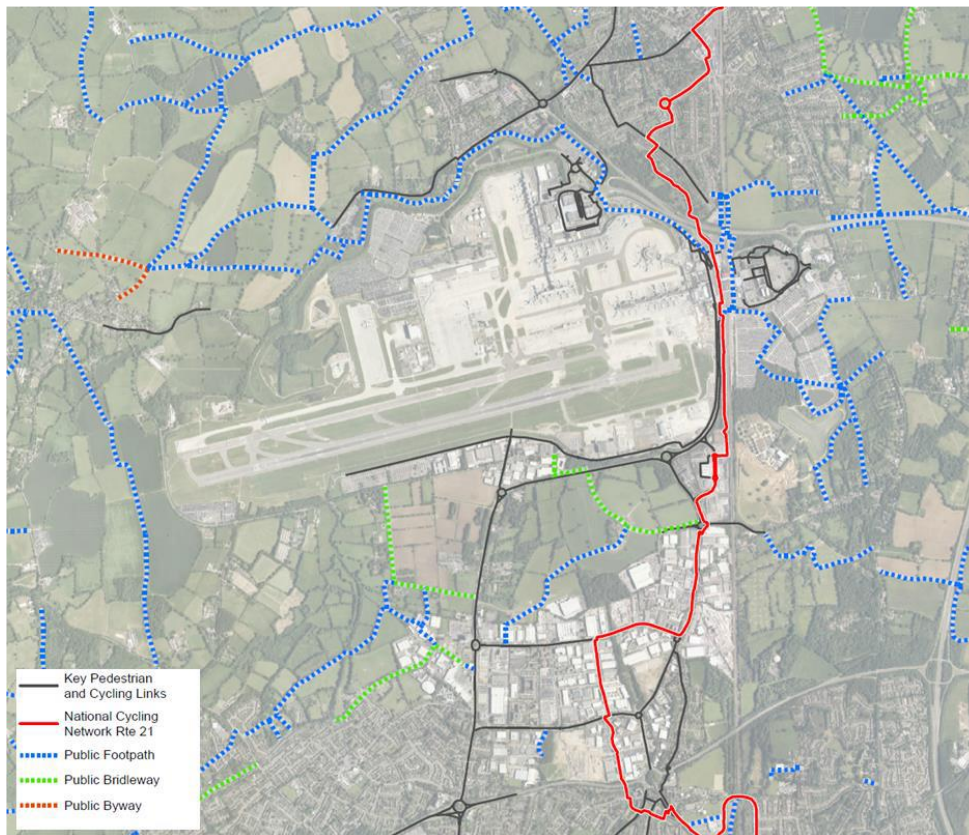 Key Pedestrian
and Cycling Links
National Cycling
Network Rte 21
Public Footpath
Public Bridleway
Public Byway